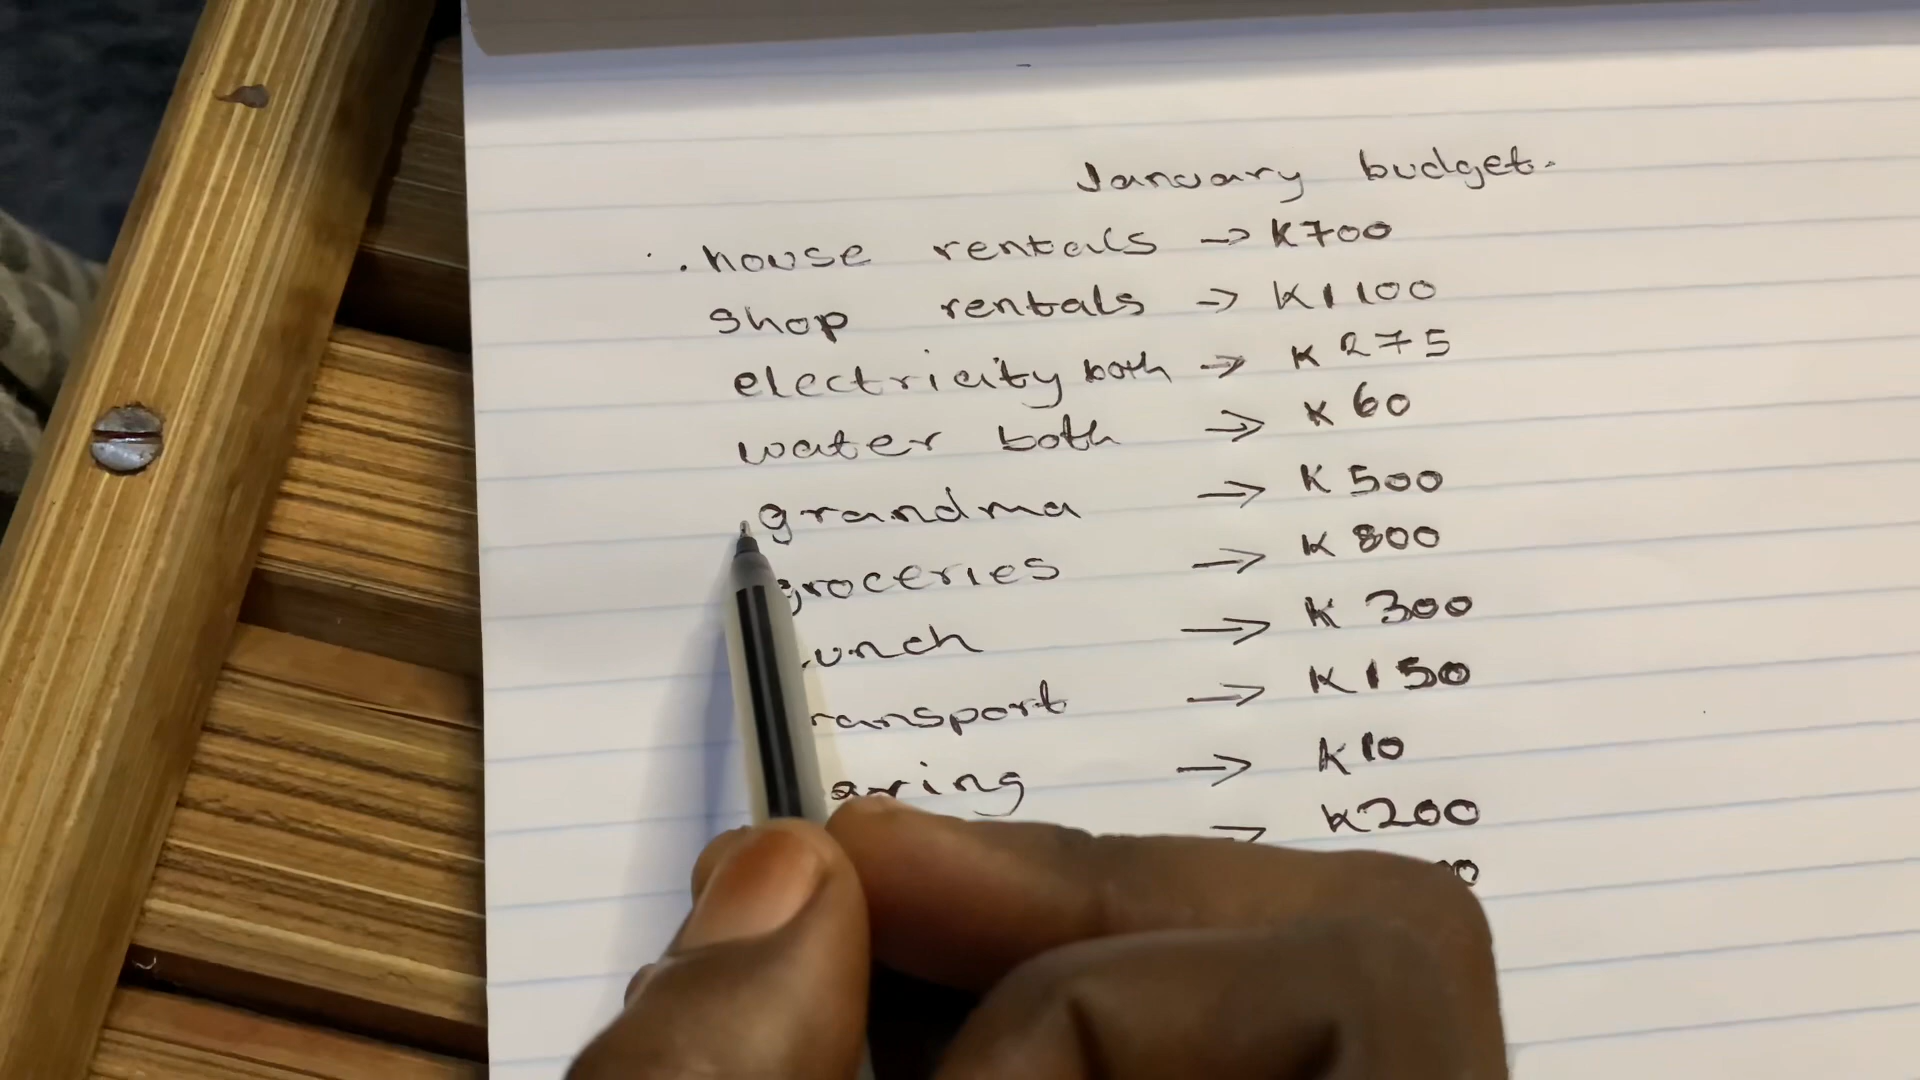 January budget.
. house rentals → K700
shop rentals → K1100
electricity both → K275
water both → K60
grandma → K500
groceries → K800
unch → K300
ransport → K150
aring → K10
→ K200